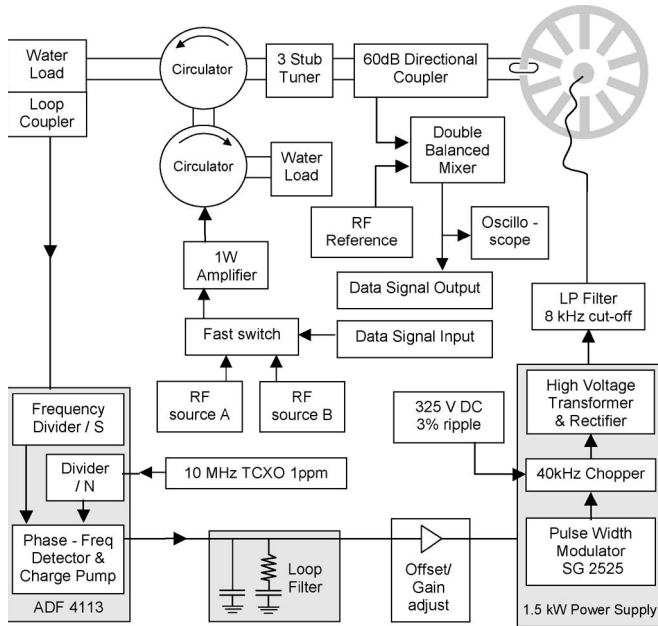 Water
Load
Loop
Coupler
Circulator
3 Stub
Tuner
60dB Directional
Coupler
Circulator
Water
Load
Double
Balanced
Mixer
RF
Reference
Oscillo - 
scope
1W
Amplifier
Data Signal Output
LP Filter
8 kHz cut-off
Fast switch
Data Signal Input
RF
source A
RF
source B
325 V DC
3% ripple
High Voltage
Transformer
& Rectifier
Frequency
Divider / S
Divider
/ N
10 MHz TCXO 1ppm
40kHz Chopper
Phase - Freq
Detector &
Charge Pump
Loop
Filter
Offset/
Gain
adjust
Pulse Width
Modulator
SG 2525
ADF 4113
1.5 kW Power Supply